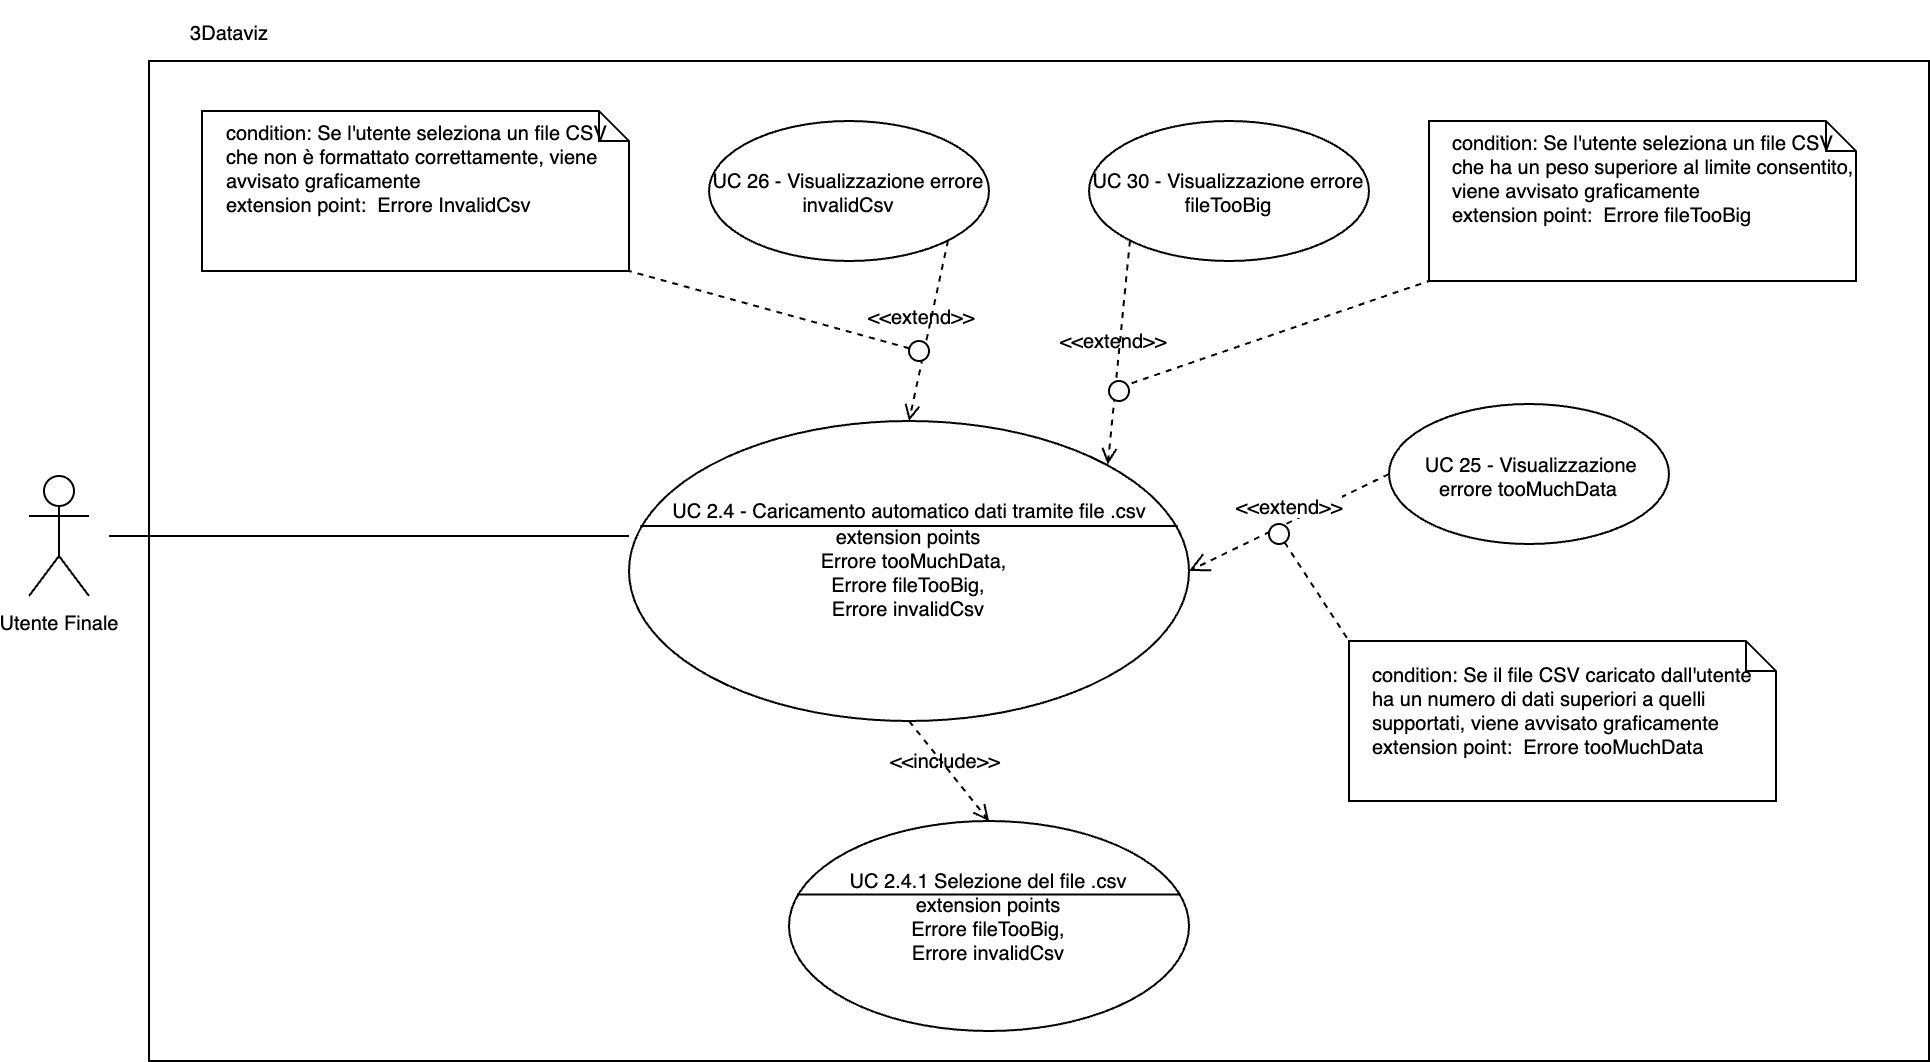 3Dataviz
condition: Se l'utente seleziona un file CSV
che non è formattato correttamente, viene
avvisato graficamente
extension point:  Errore InvalidCsv
UC 26 - Visualizzazione errore
invalidCsv
UC 30 - Visualizzazione errore
fileTooBig
condition: Se l'utente seleziona un file CSV
che ha un peso superiore al limite consentito,
viene avvisato graficamente
extension point:  Errore fileTooBig
<<extend>>
<<extend>>
UC 25 - Visualizzazione
errore tooMuchData
<<extend>>
UC 2.4 - Caricamento automatico dati tramite file .csv
extension points
Errore tooMuchData,
Errore fileTooBig,
Errore invalidCsv
Utente Finale
condition: Se il file CSV caricato dall'utente
ha un numero di dati superiori a quelli
supportati, viene avvisato graficamente
extension point:  Errore tooMuchData
<<include>>
UC 2.4.1 Selezione del file .csv
extension points
Errore fileTooBig,
Errore invalidCsv